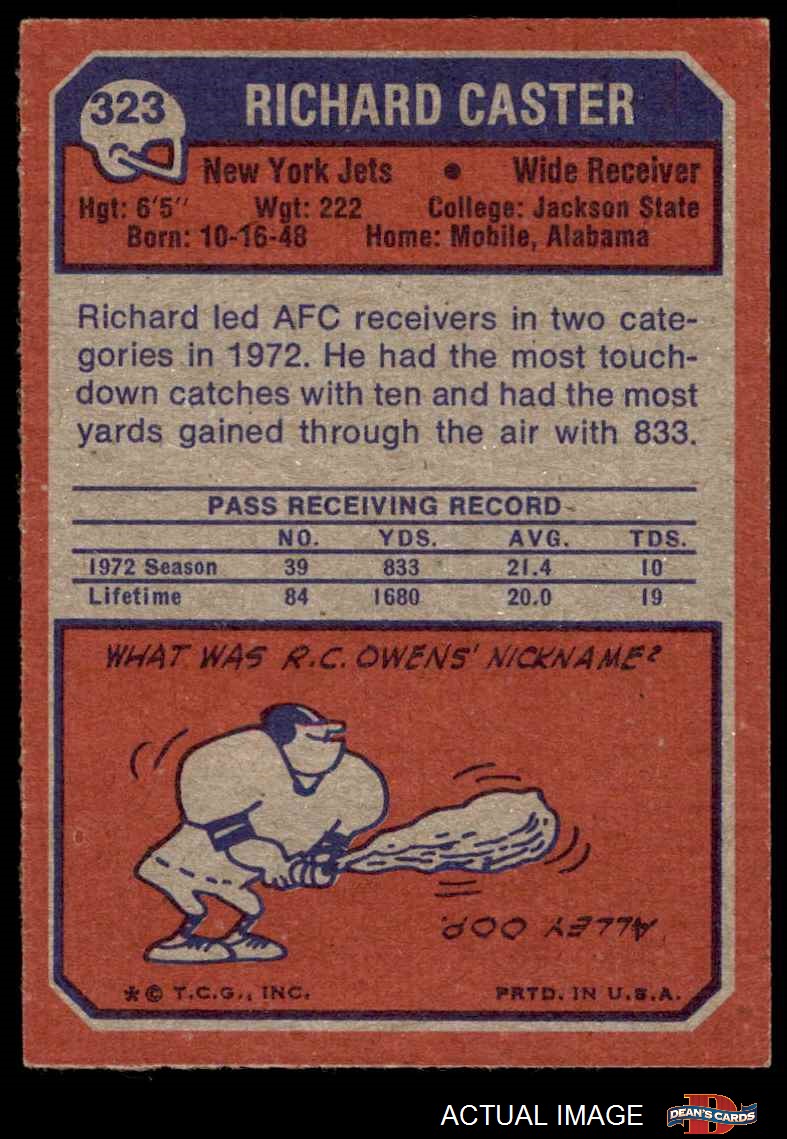 323
RICHARD CASTER
New York Jets • Wide Receiver
Hgt: 6'5" Wgt: 222 College: Jackson State
Born: 10-16-48 Home: Mobile, Alabama
Richard led AFC receivers in two cate-
gories in 1972. He had the most touch-
down catches with ten and had the most
yards gained through the air with 833.
PASS RECEIVING RECORD
NO. YDS. AVG. TDS.
1972 Season 39 833 21.4 10
Lifetime 84 1680 20.0 19
WHAT WAS R.C. OWENS' NICKNAME?
ALLEY OOP.
*© T.C.G., INC. PRTD. IN U.S.A.
ACTUAL IMAGE
DEAN'S CARDS